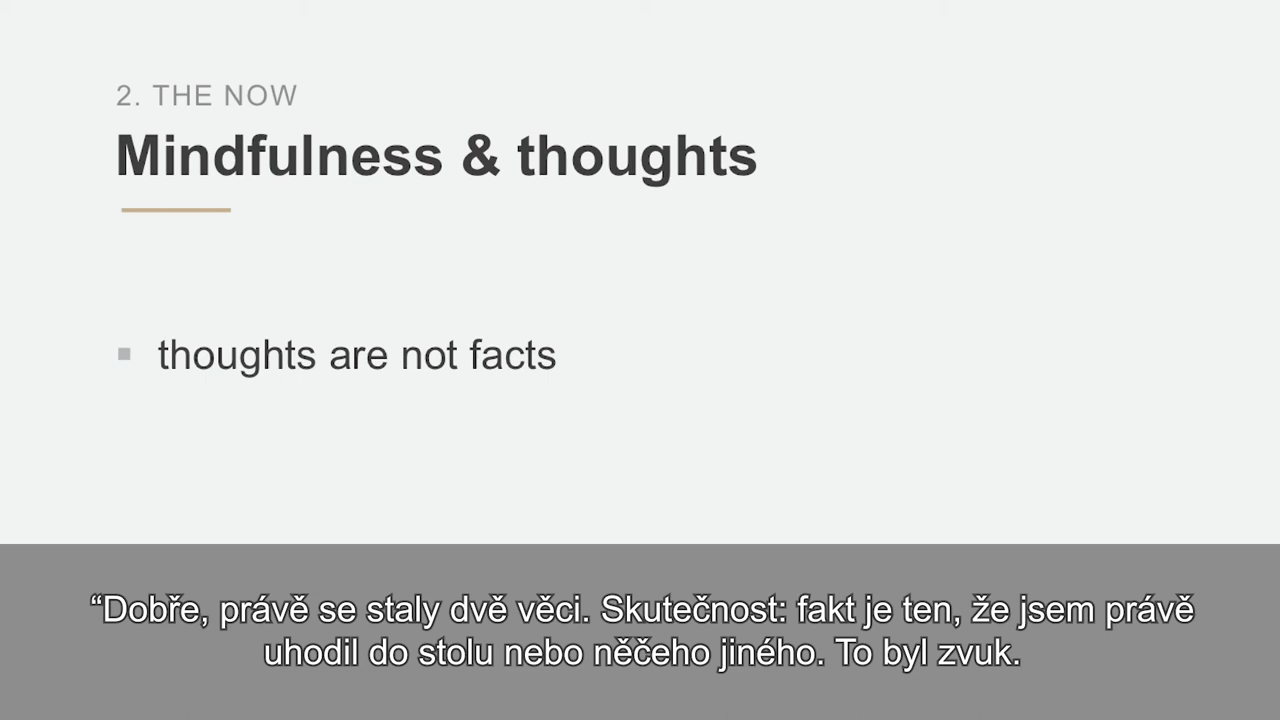 2. THE NOW
Mindfulness & thoughts
thoughts are not facts
“Dobře, právě se staly dvě věci. Skutečnost: fakt je ten, že jsem právě
uhodil do stolu nebo něčeho jiného. To byl zvuk.